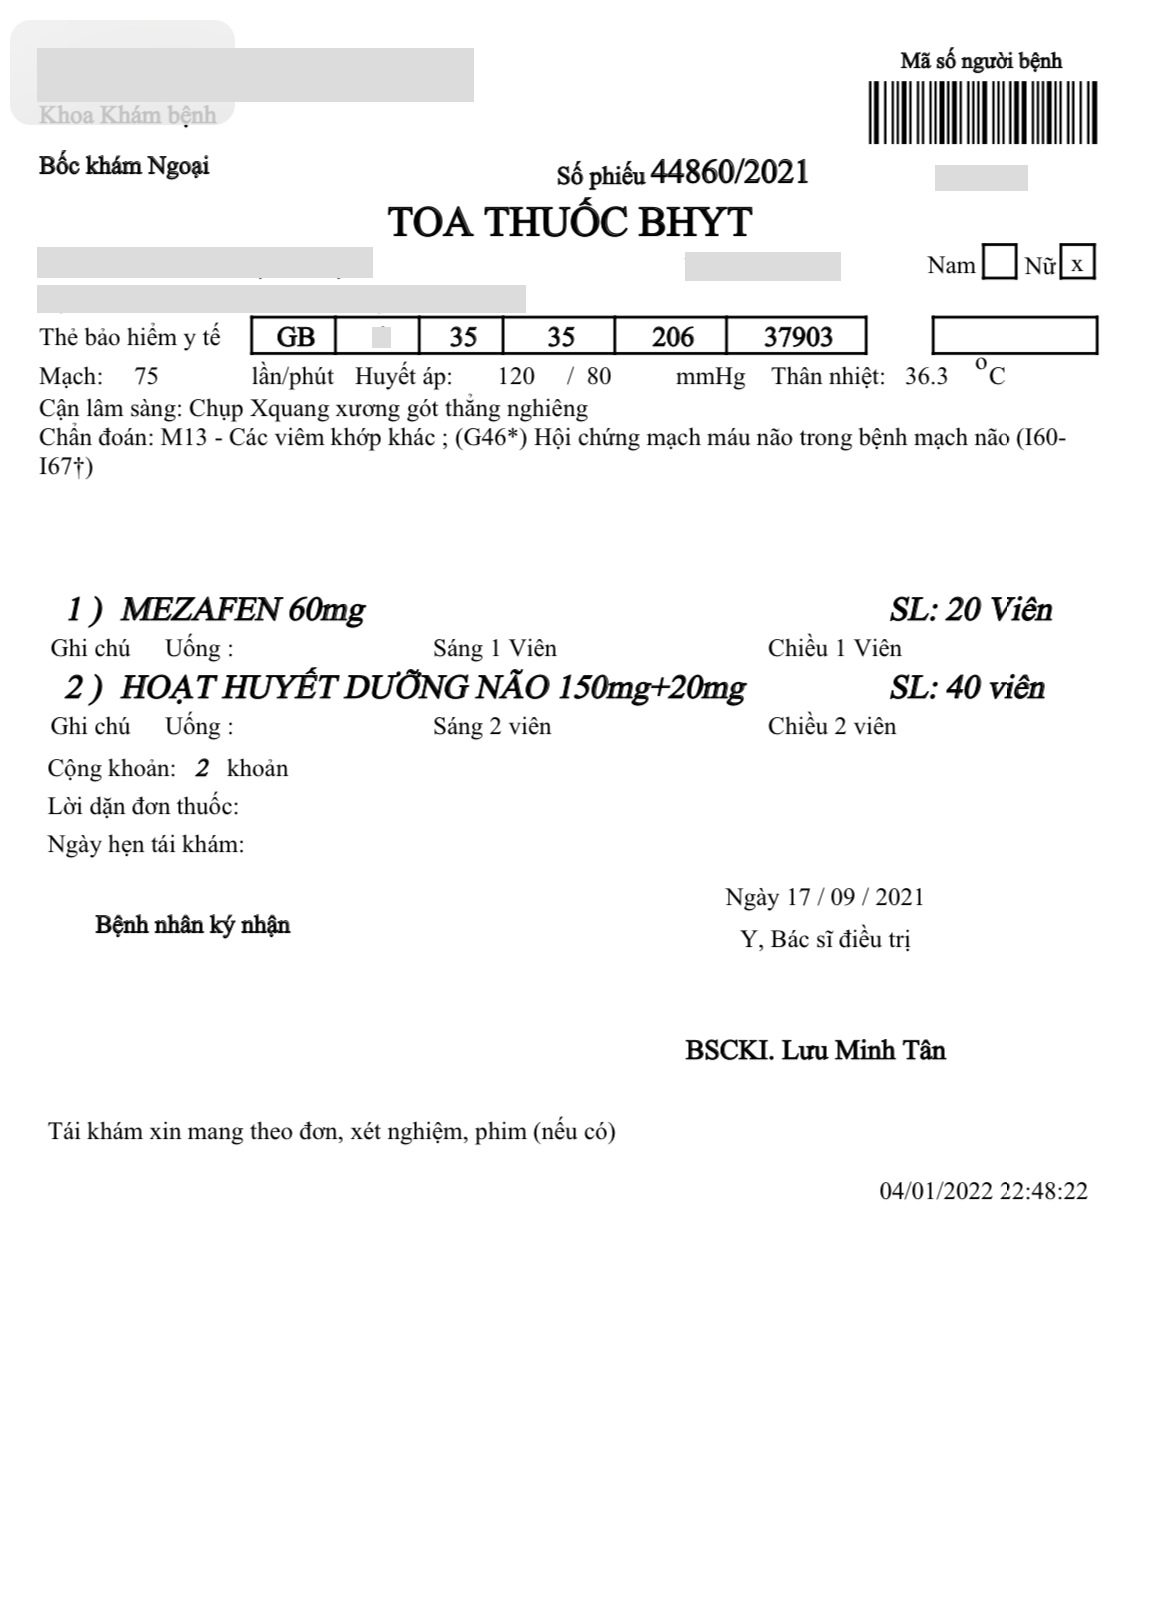 Mã số người bệnh
Khoa Khám bệnh
Bốc khám Ngoại
Số phiếu 44860/2021
TOA THUỐC BHYT
Nam Nữ x
Thẻ bảo hiểm y tế GB 35 35 206 37903
Mạch: 75 lần/phút Huyết áp: 120 / 80 mmHg Thân nhiệt: 36.3 °C
Cận lâm sàng: Chụp Xquang xương gót thẳng nghiêng
Chẩn đoán: M13 - Các viêm khớp khác ; (G46*) Hội chứng mạch máu não trong bệnh mạch não (I60-
I67†)
1 ) MEZAFEN 60mg SL: 20 Viên
Ghi chú Uống : Sáng 1 Viên Chiều 1 Viên
2 ) HOẠT HUYẾT DƯỠNG NÃO 150mg+20mg SL: 40 viên
Ghi chú Uống : Sáng 2 viên Chiều 2 viên
Cộng khoản: 2 khoản
Lời dặn đơn thuốc:
Ngày hẹn tái khám:
Ngày 17 / 09 / 2021
Bệnh nhân ký nhận
Y, Bác sĩ điều trị
BSCKI. Lưu Minh Tân
Tái khám xin mang theo đơn, xét nghiệm, phim (nếu có)
04/01/2022 22:48:22